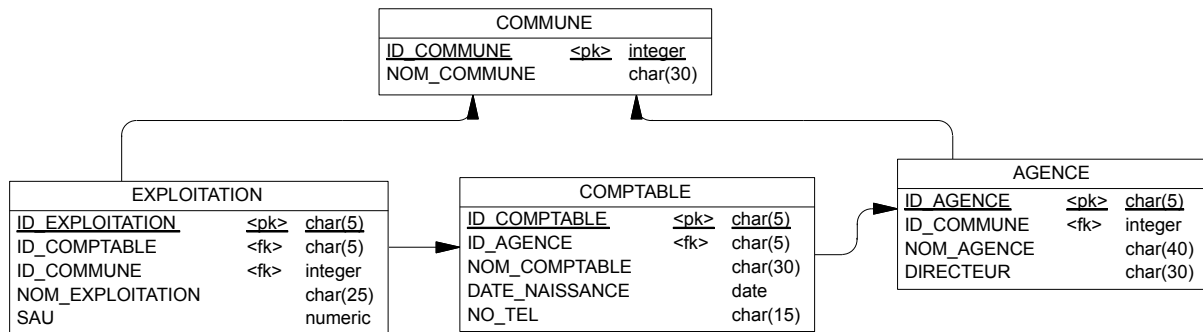 COMMUNE
ID_COMMUNE <pk> integer
NOM_COMMUNE char(30)
EXPLOITATION
ID_EXPLOITATION <pk> char(5)
ID_COMPTABLE <fk> char(5)
ID_COMMUNE <fk> integer
NOM_EXPLOITATION char(25)
SAU numeric
COMPTABLE
ID_COMPTABLE <pk> char(5)
ID_AGENCE <fk> char(5)
NOM_COMPTABLE char(30)
DATE_NAISSANCE date
NO_TEL char(15)
AGENCE
ID_AGENCE <pk> char(5)
ID_COMMUNE <fk> integer
NOM_AGENCE char(40)
DIRECTEUR char(30)